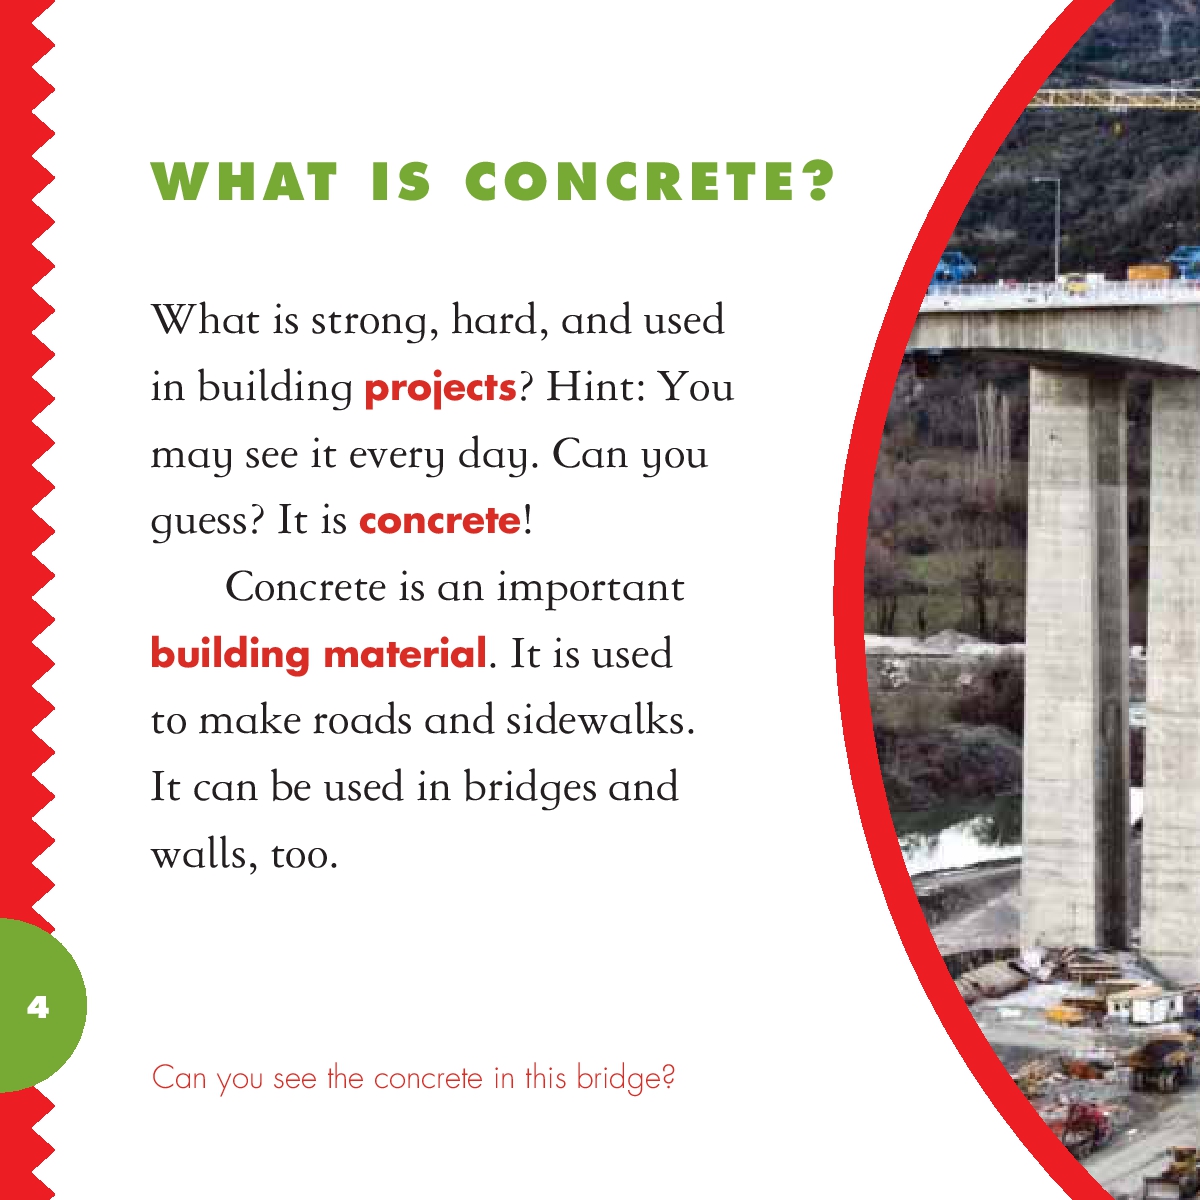 WHAT IS CONCRETE?
What is strong, hard, and used
in building projects? Hint: You
may see it every day. Can you
guess? It is concrete!
Concrete is an important
building material. It is used
to make roads and sidewalks.
It can be used in bridges and
walls, too.
4
Can you see the concrete in this bridge?